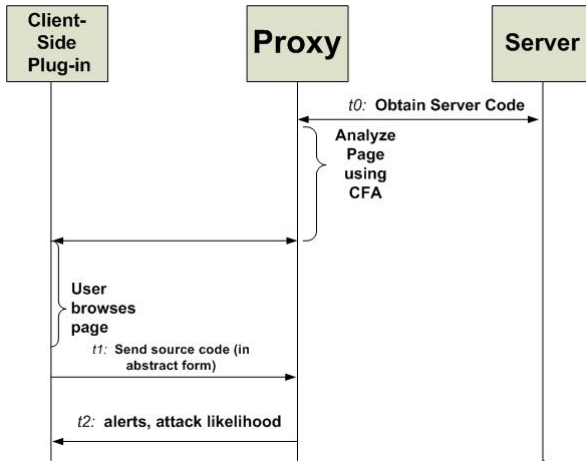 Client-
Side
Plug-in
Proxy
Server
t0: Obtain Server Code
Analyze
Page
using
CFA
User
browses
page
t1: Send source code (in
abstract form)
t2: alerts, attack likelihood